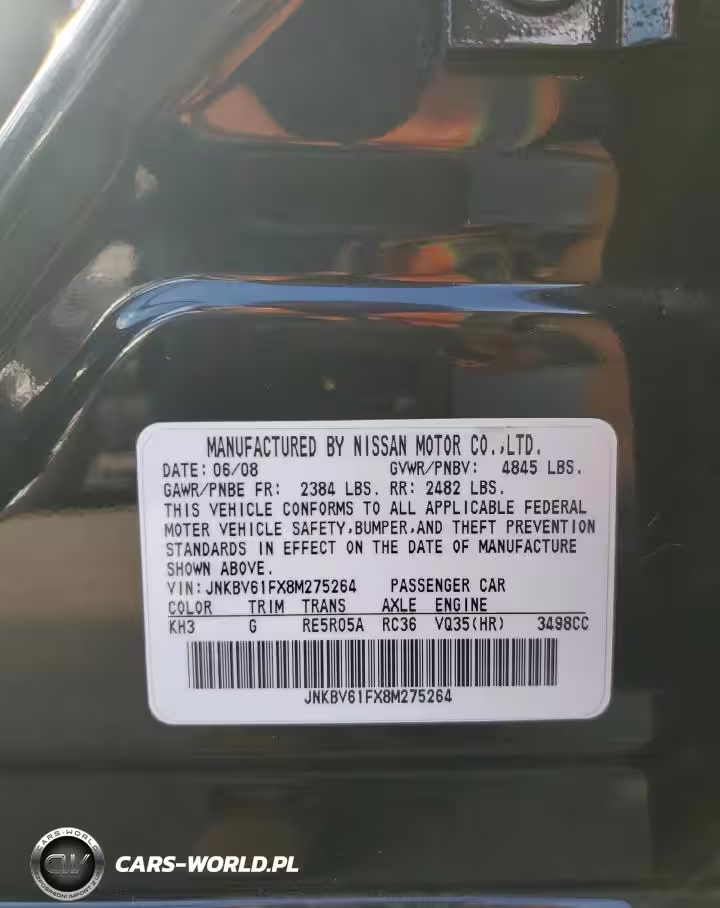 MANUFACTURED BY NISSAN MOTOR CO.,LTD.
DATE: 06/08 GVWR/PNBV: 4845 LBS.
GAWR/PNBE FR: 2384 LBS. RR: 2482 LBS.
THIS VEHICLE CONFORMS TO ALL APPLICABLE FEDERAL
MOTER VEHICLE SAFETY,BUMPER,AND THEFT PREVENTION
STANDARDS IN EFFECT ON THE DATE OF MANUFACTURE
SHOWN ABOVE.
VIN: JNKBV61FX8M275264 PASSENGER CAR
COLOR TRIM TRANS AXLE ENGINE
KH3 G RE5R05A RC36 VQ35(HR) 3498CC
JNKBV61FX8M275264
CARS-WORLD
CW
CARS-WORLD.PL